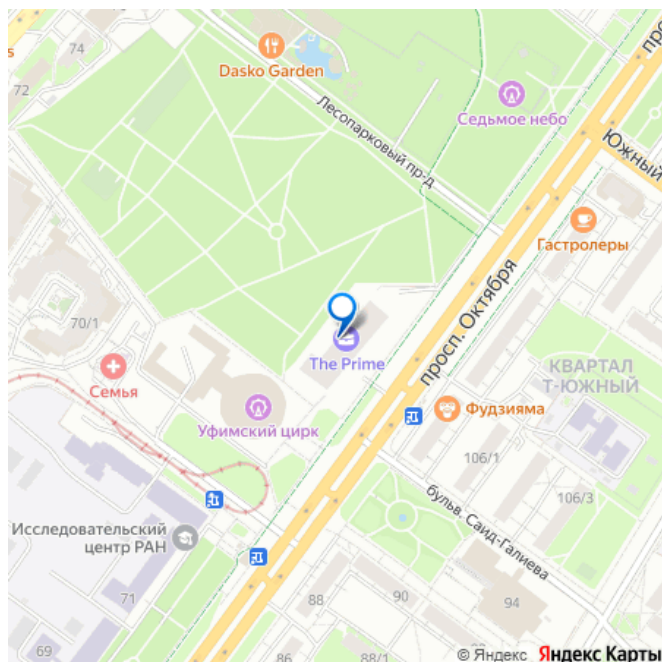 74
s
Dasko Garden
72
просп
Седьмое небо
Лесопарковый пр-д
Южный
Гастролеры
просп. Октября
70/1
The Prime
КВАРТАЛ
Т-ЮЖНЫЙ
Семья
Фудзияма
Уфимский цирк
106/1
106/3
бульв. Саид-Галиева
Исследовательский
центр РАН
71
88
90
94
69
86
88/1
92
© Яндекс Яндекс Карты